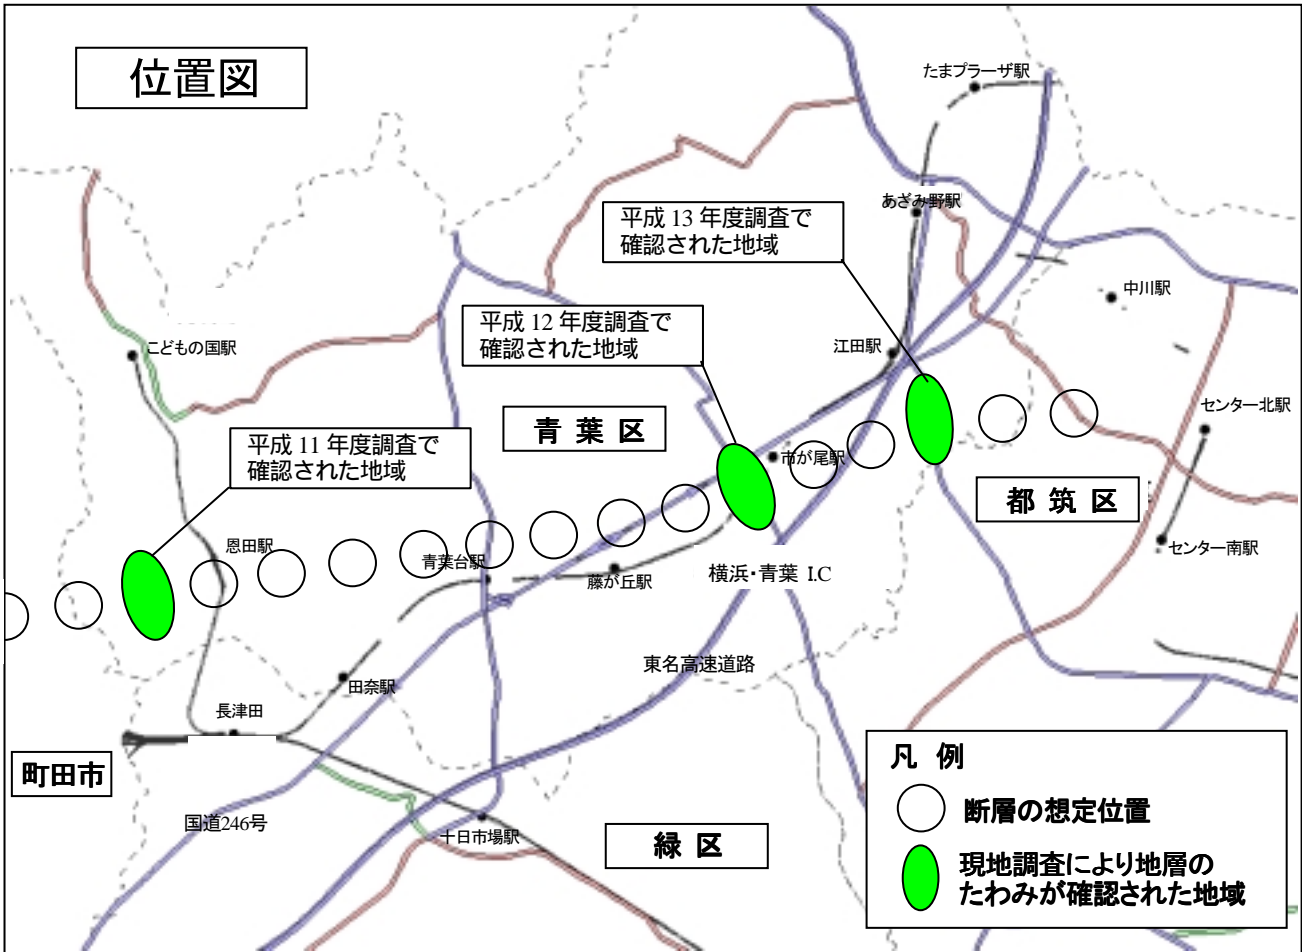 位置図
たまプラーザ駅
あざみ野駅
平成 13 年度調査で
確認された地域
中川駅
平成 12 年度調査で
確認された地域
こどもの国駅
江田駅
センター北駅
青 葉 区
平成 11 年度調査で
確認された地域
市が尾駅
都 筑 区
恩田駅
センター南駅
青葉台駅
藤が丘駅
横浜・青葉 I.C
東名高速道路
田奈駅
長津田
町田市
国道246号
十日市場駅
緑 区
凡 例
断層の想定位置
現地調査により地層の
たわみが確認された地域